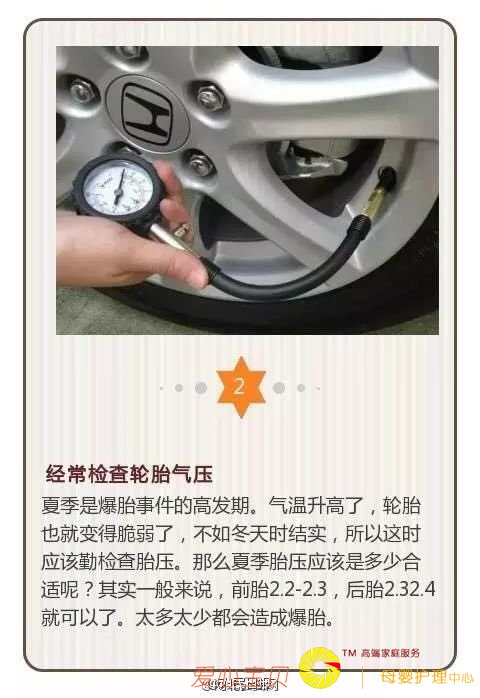 2
经常检查轮胎气压
夏季是爆胎事件的高发期。气温升高了，轮胎
也就变得脆弱了，不如冬天时结实，所以这时
应该勤检查胎压。那么夏季胎压应该是多少合
适呢？其实一般来说，前胎2.2-2.3，后胎2.32.4
就可以了。太多太少都会造成爆胎。
TM 高端家庭服务
爱心宝贝
母婴护理中心